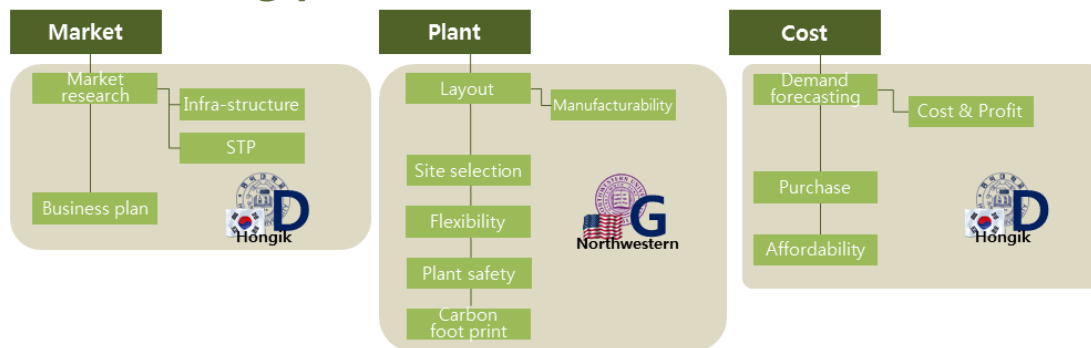 Market
Market
research
Infra-structure
STP
Business plan
D
Hongik
Plant
Layout
Manufacturability
Site selection
Flexibility
Plant safety
Carbon
foot print
G
Northwestern
Cost
Demand
forecasting
Cost & Profit
Purchase
Affordability
D
Hongik